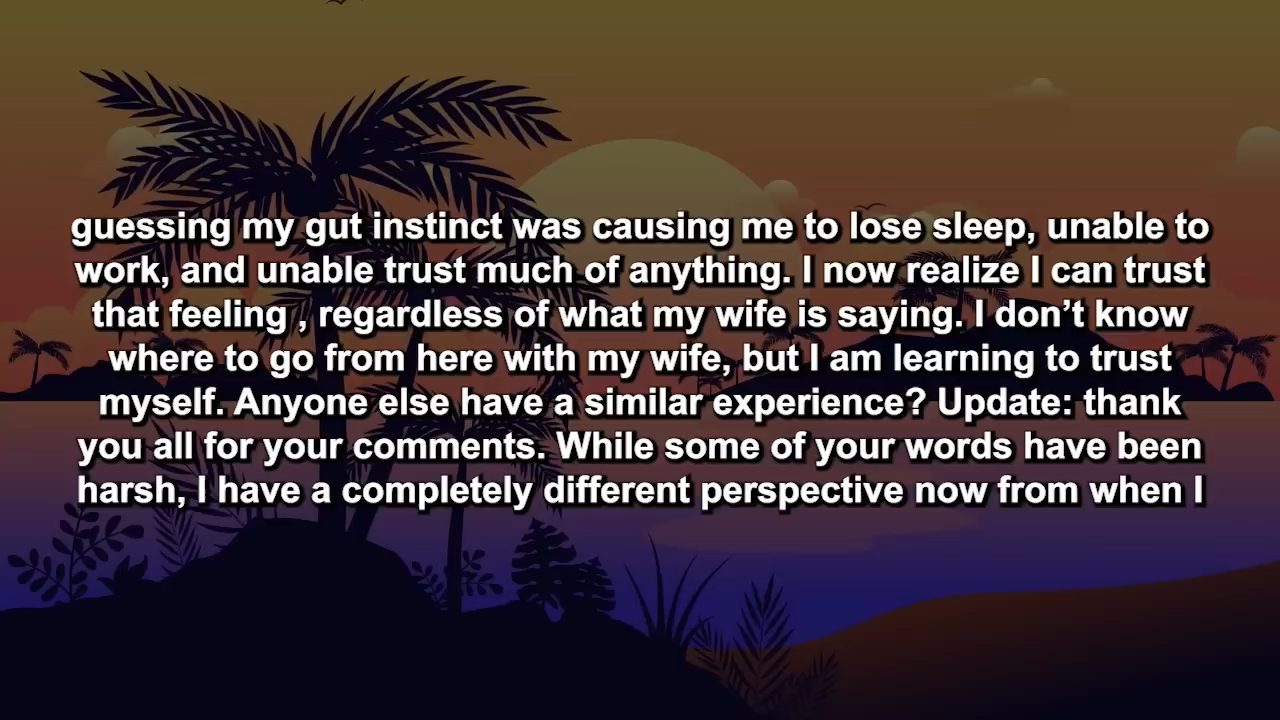 guessing my gut instinct was causing me to lose sleep, unable to
work, and unable trust much of anything. I now realize I can trust
that feeling , regardless of what my wife is saying. I don’t know
where to go from here with my wife, but I am learning to trust
myself. Anyone else have a similar experience? Update: thank
you all for your comments. While some of your words have been
harsh, I have a completely different perspective now from when I